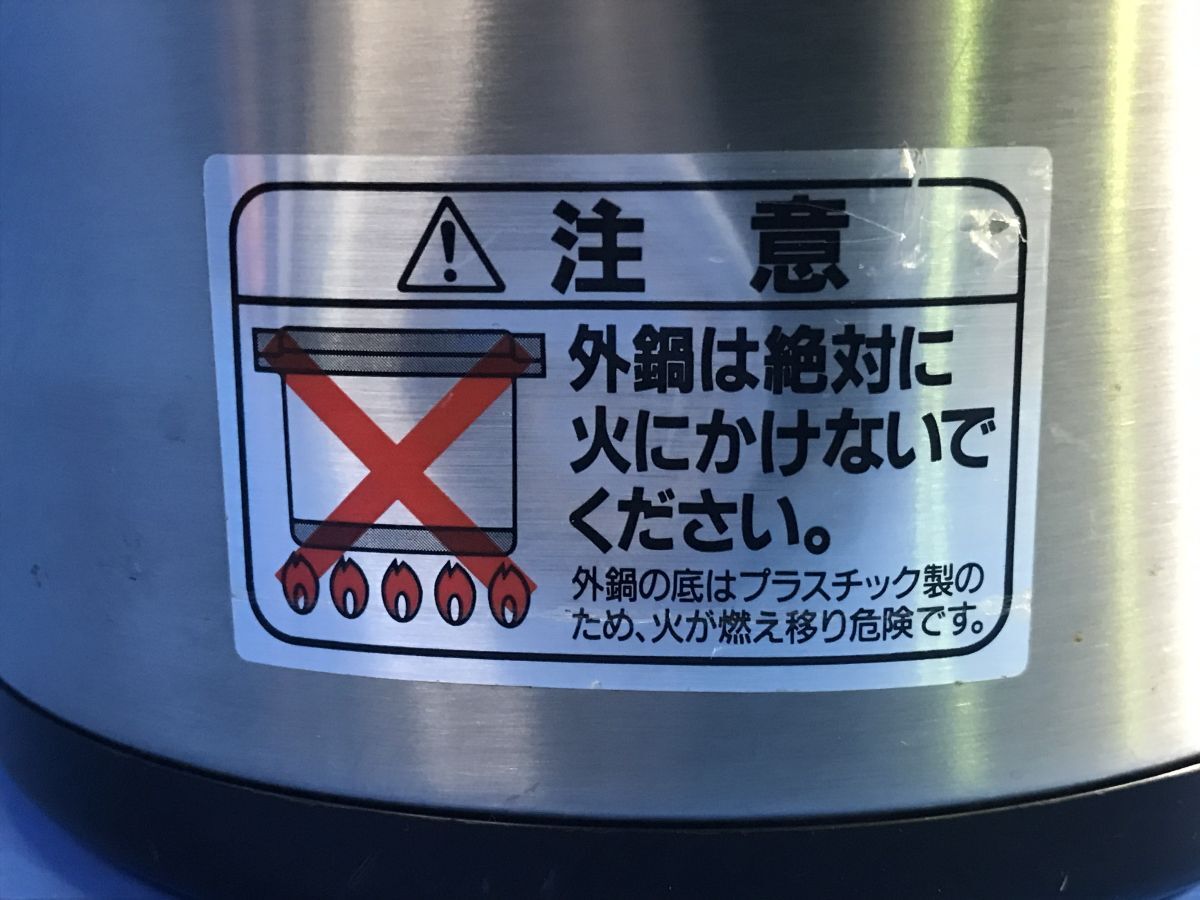 注意
外鍋は絶対に
火にかけないで
ください。
外鍋の底はプラスチック製の
ため、火が燃え移り危険です。